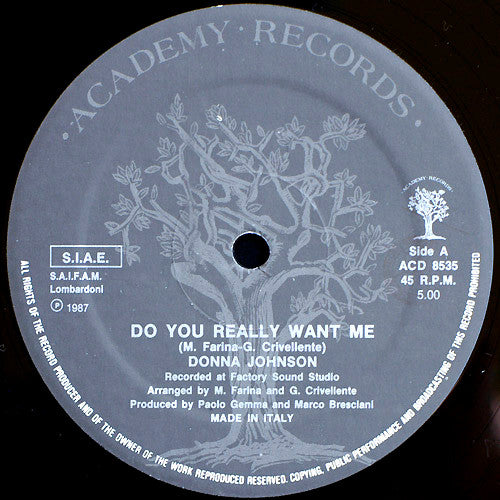 · ACADEMY · RECORDS ·
ACADEMY · RECORDS
S.I.A.E.
S.A.I.F.A.M.
Lombardoni
Ⓟ 1987
Side A
ACD 8535
45 R.P.M.
5.00
DO YOU REALLY WANT ME
(M. Farina-G. Crivellente)
DONNA JOHNSON
Recorded at Factory Sound Studio
Arranged by M. Farina and G. Crivellente
Produced by Paolo Gemma and Marco Bresciani
MADE IN ITALY
ALL RIGHTS OF THE RECORD PRODUCER AND OF THE OWNER OF THE WORK REPRODUCED RESERVED. COPYING, PUBLIC PERFORMANCE AND BROADCASTING OF THIS RECORD PROHIBITED